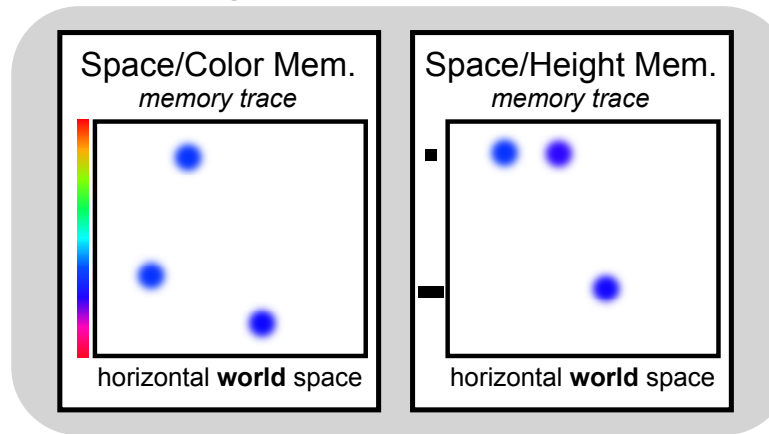 Space/Color Mem.
memory trace
horizontal world space
Space/Height Mem.
memory trace
horizontal world space